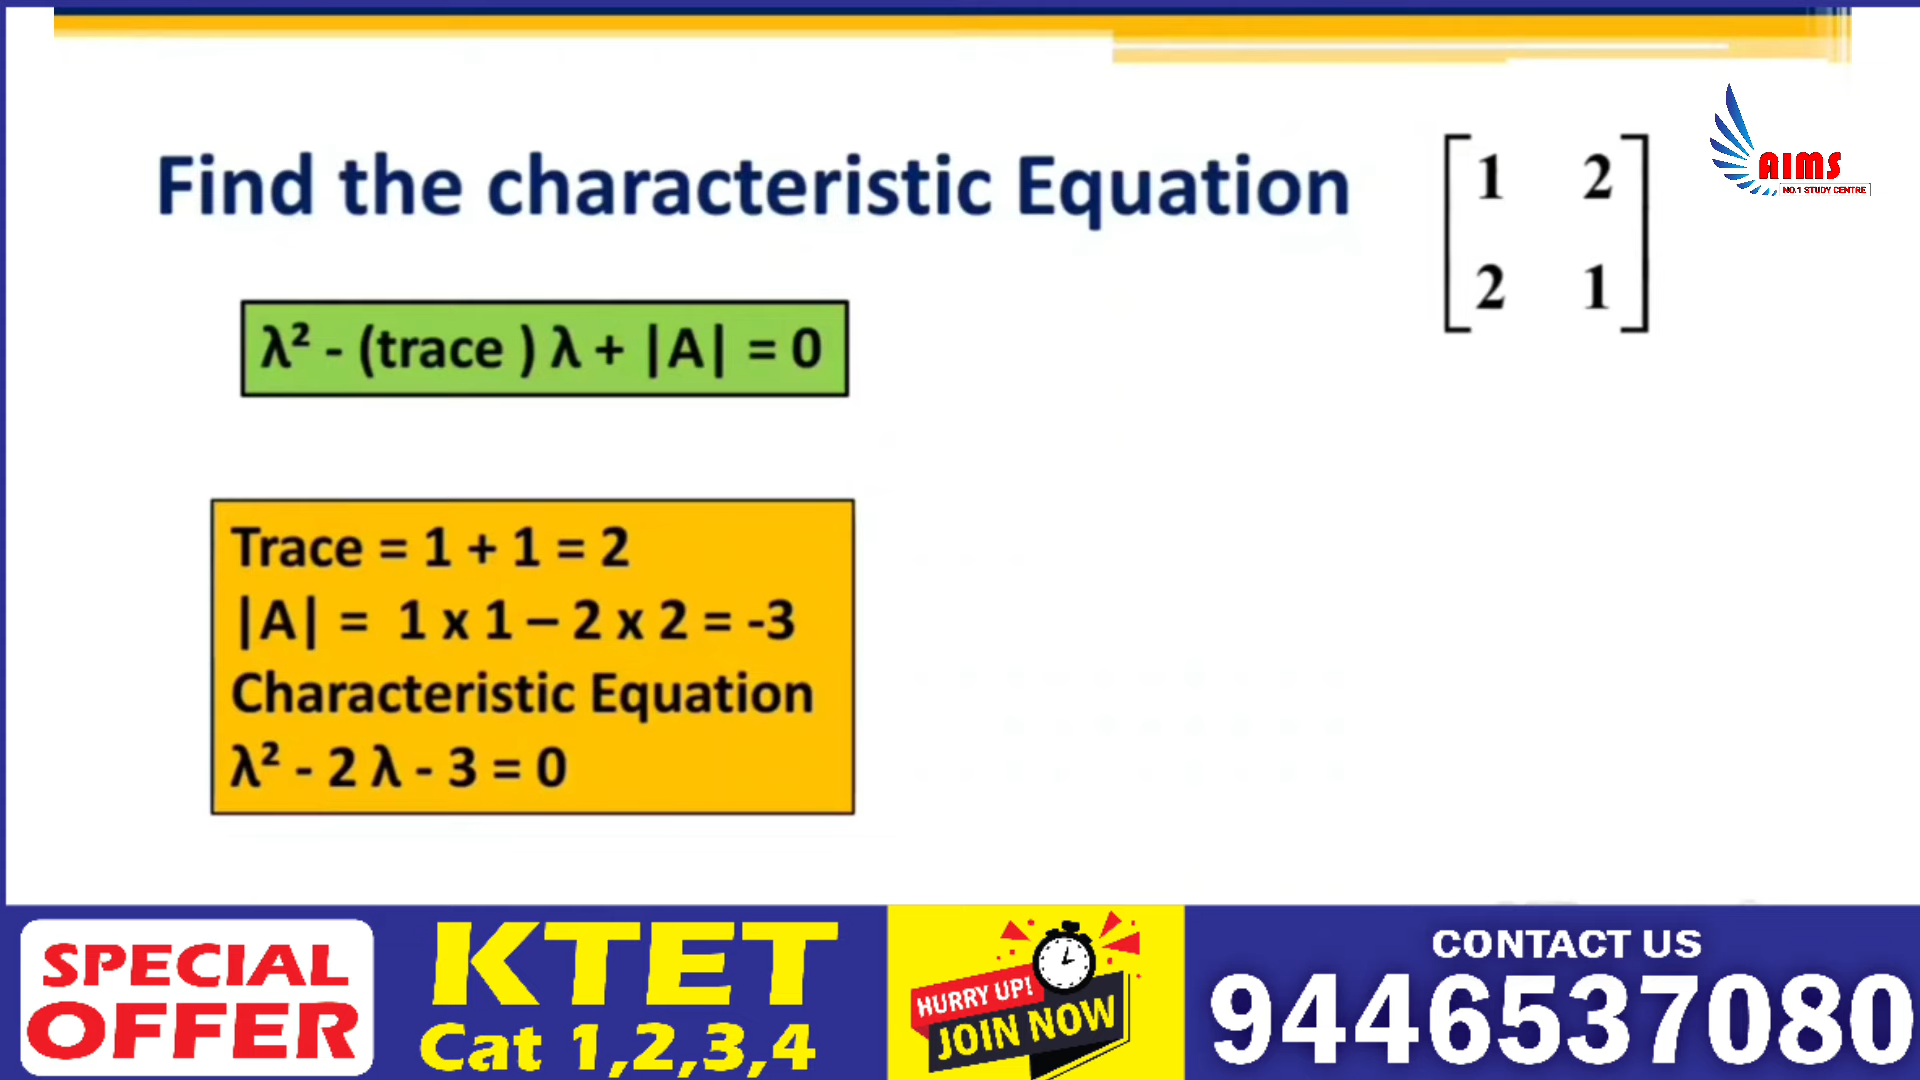 Find the characteristic Equation
1 2
2 1
AIMS
NO.1 STUDY CENTRE
λ² - (trace ) λ + |A| = 0
Trace = 1 + 1 = 2
|A| = 1 x 1 – 2 x 2 = -3
Characteristic Equation
λ² - 2 λ - 3 = 0
SPECIAL
OFFER
KTET
Cat 1,2,3,4
HURRY UP!
JOIN NOW
CONTACT US
9446537080